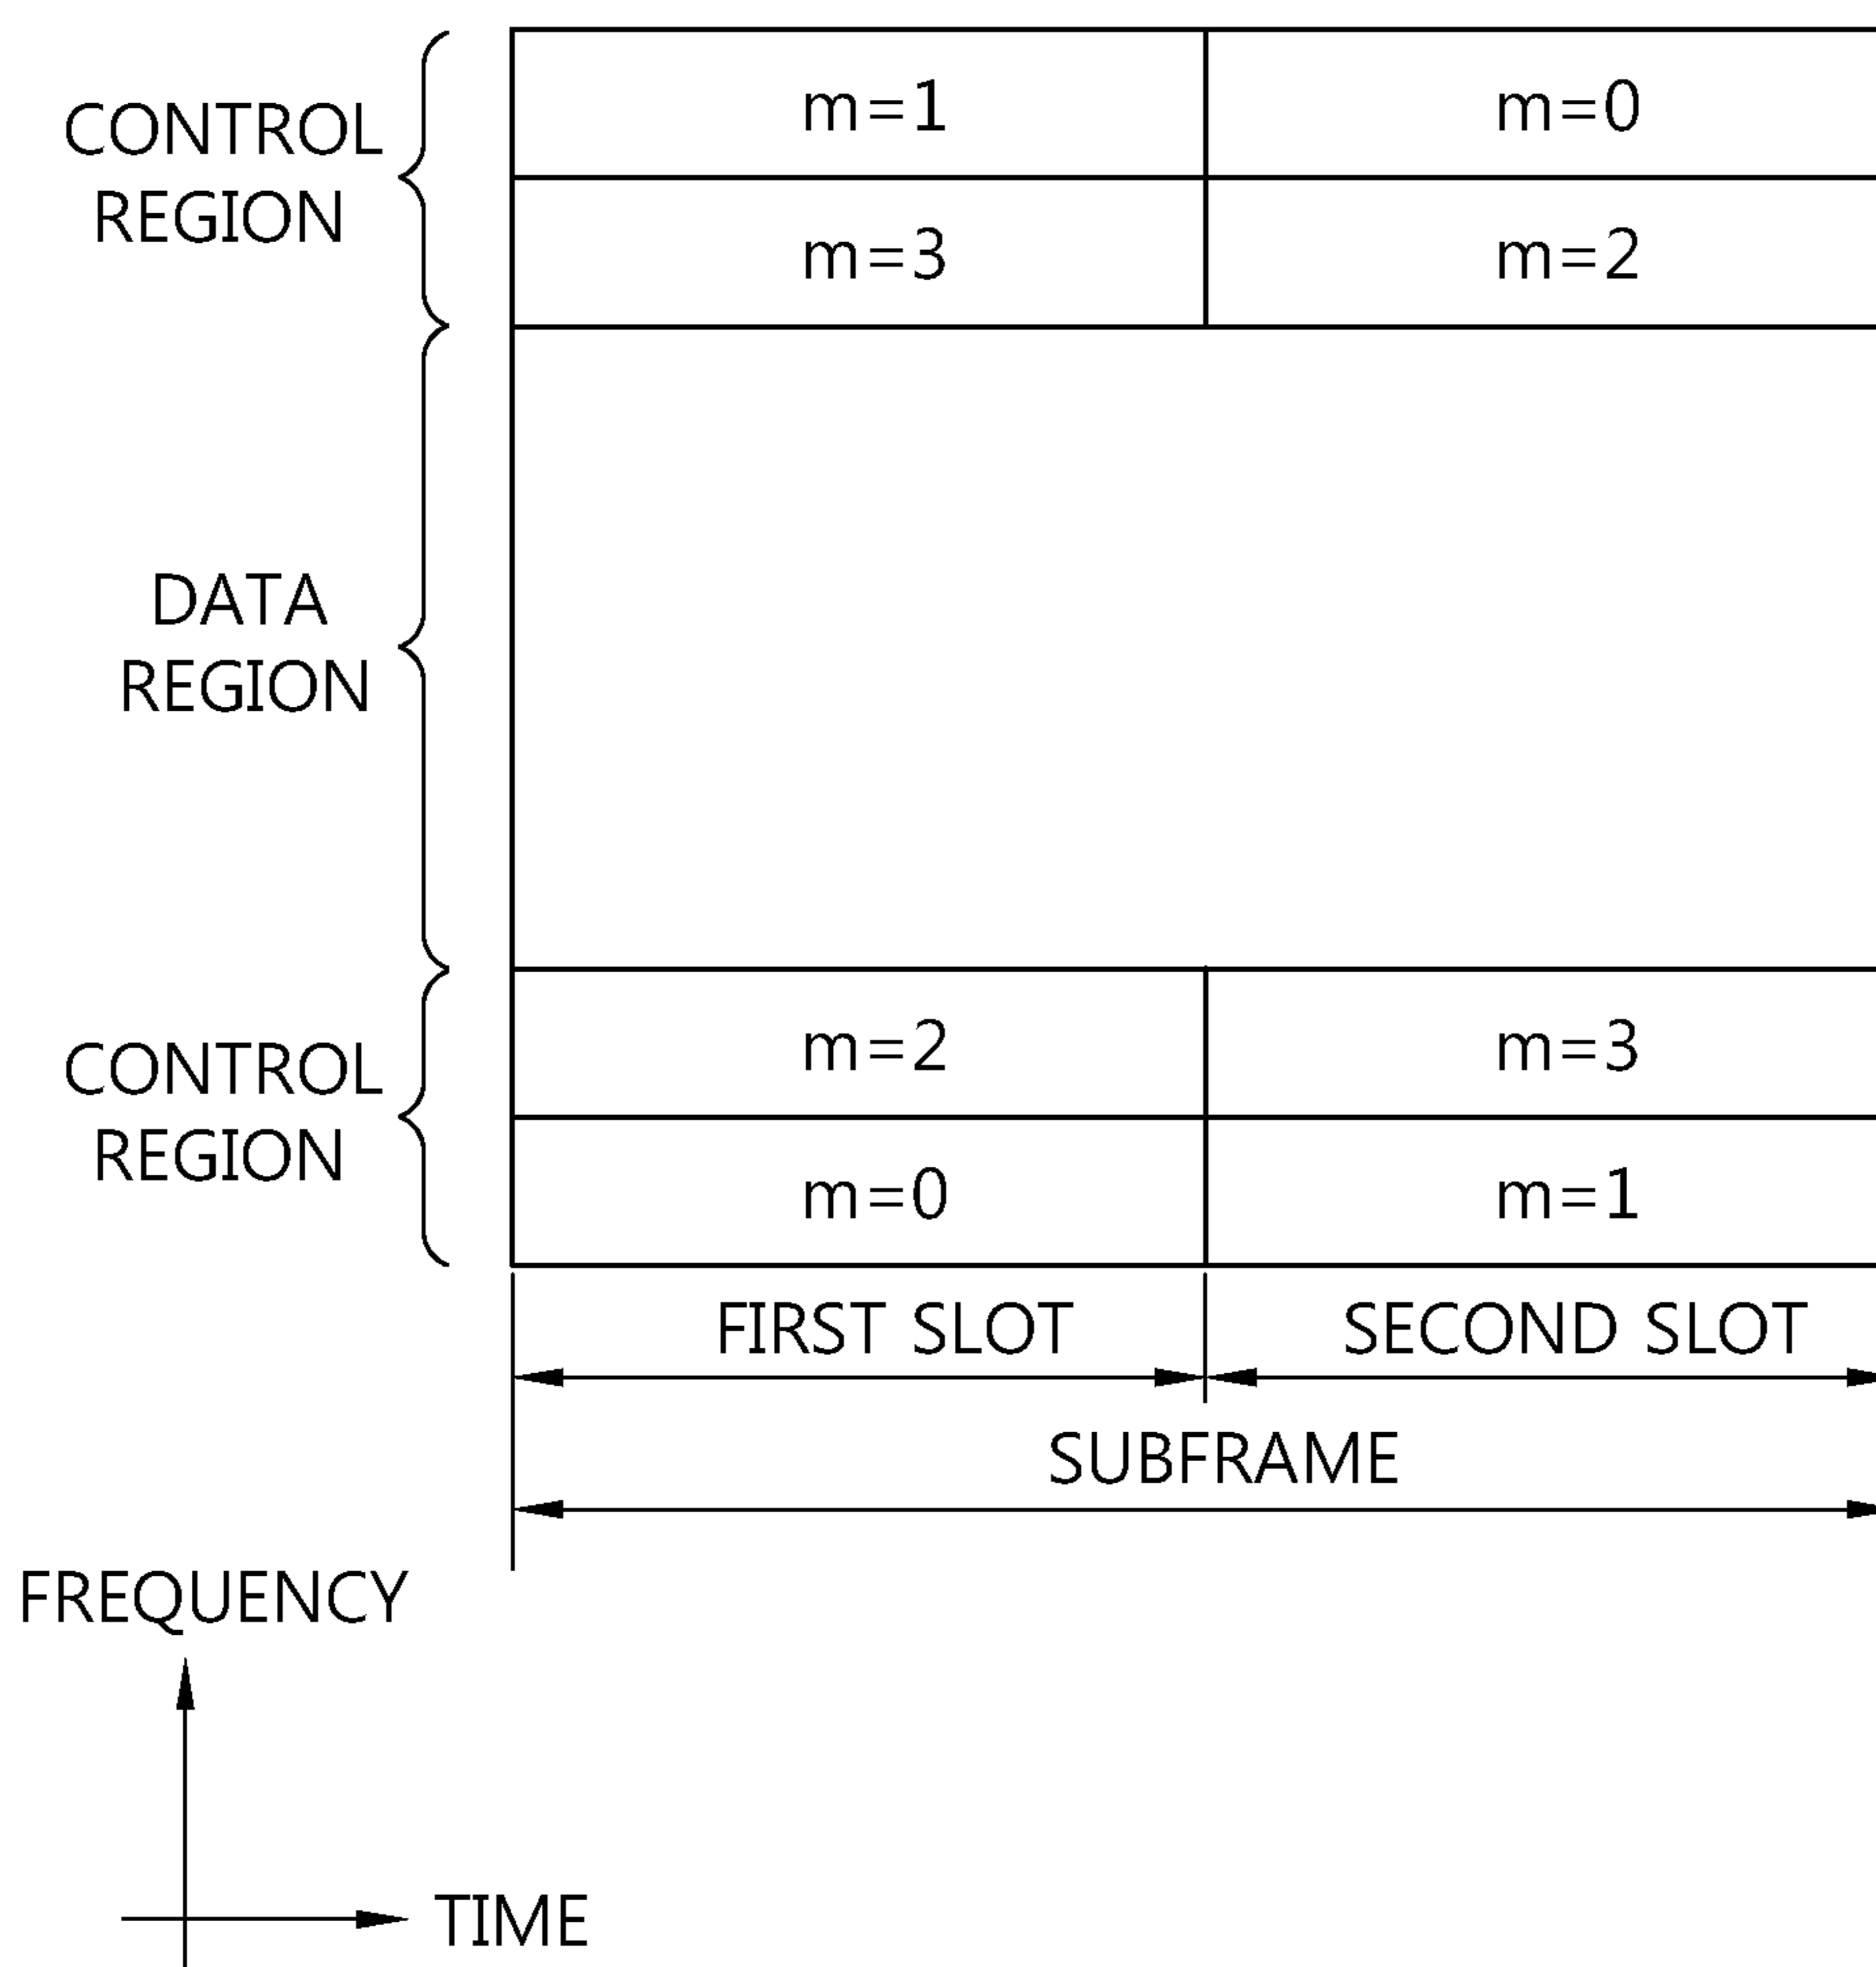 m=1 m=0
CONTROL
REGION
m=3 m=2
DATA
REGION
m=2 m=3
CONTROL
REGION
m=0 m=1
FIRST SLOT SECOND SLOT
SUBFRAME
FREQUENCY
TIME